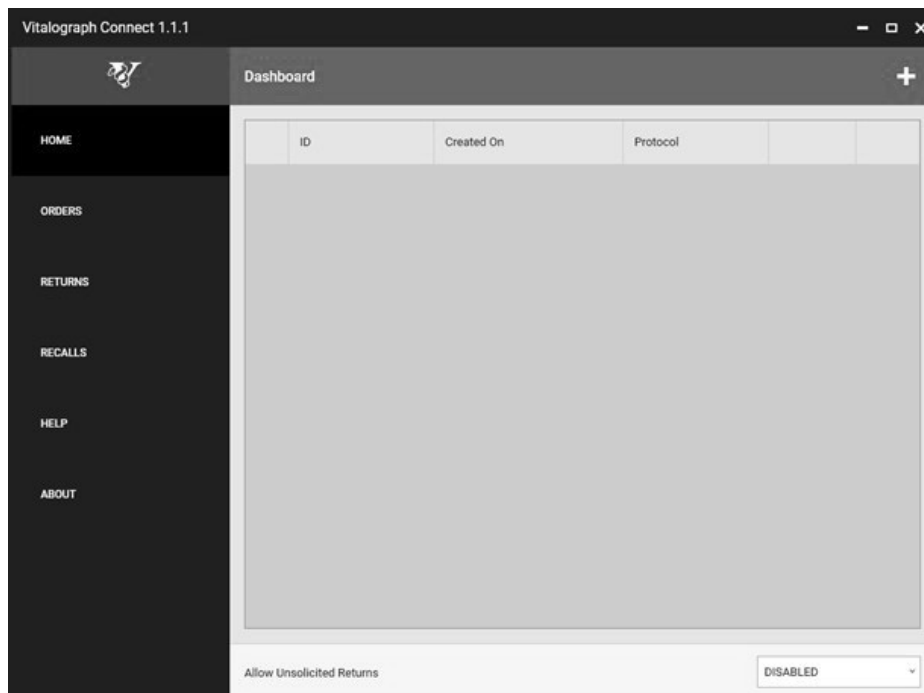 Vitalograph Connect 1.1.1
Dashboard
HOME
ID Created On Protocol
ORDERS
RETURNS
RECALLS
HELP
ABOUT
Allow Unsolicited Returns DISABLED